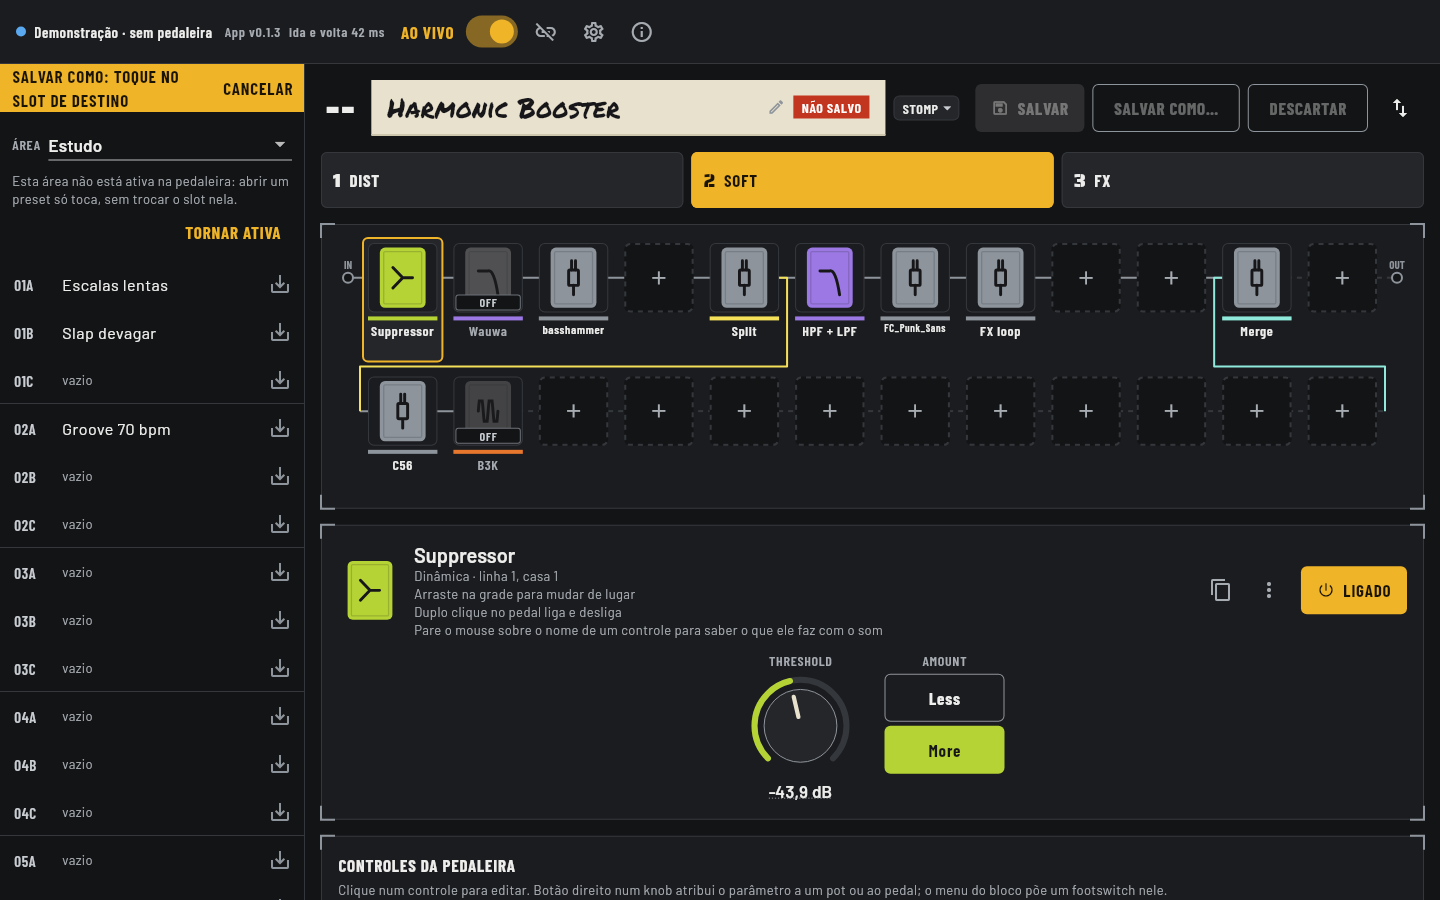 Demonstração · sem pedaleira App v0.1.3 Ida e volta 42 ms AO VIVO
SALVAR COMO: TOQUE NO
SLOT DE DESTINO
CANCELAR
ÁREA Estudo
Esta área não está ativa na pedaleira: abrir um
preset só toca, sem trocar o slot nela.
TORNAR ATIVA
01A Escalas lentas
01B Slap devagar
01C vazio
02A Groove 70 bpm
02B vazio
02C vazio
03A vazio
03B vazio
03C vazio
04A vazio
04B vazio
04C vazio
05A vazio
-- Harmonic Booster NÃO SALVO STOMP SALVAR SALVAR COMO... DESCARTAR
1 DIST 2 SOFT 3 FX
IN OUT
OFF
Suppressor Wauwa basshammer Split HPF + LPF FC_Punk_Sans FX loop Merge
OFF
C56 B3K
Suppressor
Dinâmica · linha 1, casa 1
Arraste na grade para mudar de lugar
Duplo clique no pedal liga e desliga
Pare o mouse sobre o nome de um controle para saber o que ele faz com o som
LIGADO
THRESHOLD AMOUNT
Less
More
-43,9 dB
CONTROLES DA PEDALEIRA
Clique num controle para editar. Botão direito num knob atribui o parâmetro a um pot ou ao pedal; o menu do bloco põe um footswitch nele.